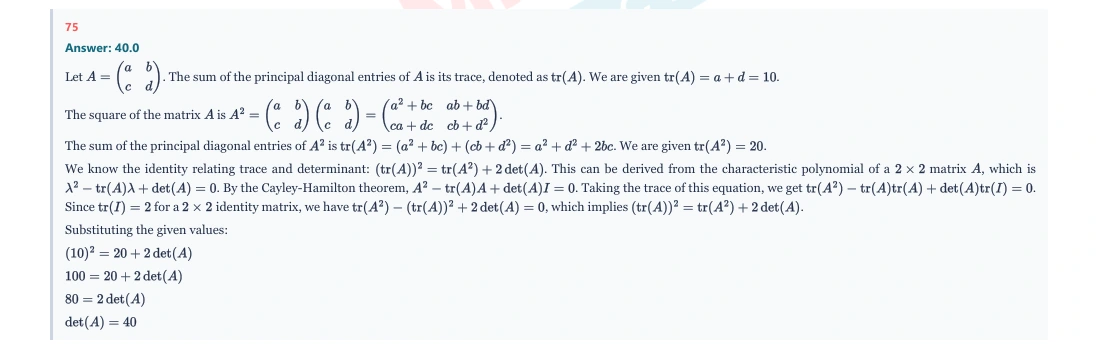 75
Answer: 40.0
Let A = (a b; c d). The sum of the principal diagonal entries of A is its trace, denoted as tr(A). We are given tr(A) = a + d = 10.
The square of the matrix A is A² = (a b; c d) (a b; c d) = (a² + bc ab + bd; ca + dc cb + d²).
The sum of the principal diagonal entries of A² is tr(A²) = (a² + bc) + (cb + d²) = a² + d² + 2bc. We are given tr(A²) = 20.
We know the identity relating trace and determinant: (tr(A))² = tr(A²) + 2 det(A). This can be derived from the characteristic polynomial of a 2 × 2 matrix A, which is
λ² − tr(A)λ + det(A) = 0. By the Cayley-Hamilton theorem, A² − tr(A)A + det(A)I = 0. Taking the trace of this equation, we get tr(A²) − tr(A)tr(A) + det(A)tr(I) = 0.
Since tr(I) = 2 for a 2 × 2 identity matrix, we have tr(A²) − (tr(A))² + 2 det(A) = 0, which implies (tr(A))² = tr(A²) + 2 det(A).
Substituting the given values:
(10)² = 20 + 2 det(A)
100 = 20 + 2 det(A)
80 = 2 det(A)
det(A) = 40